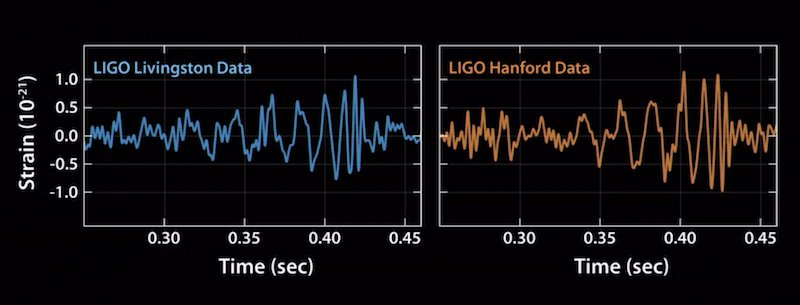 LIGO Livingston Data
LIGO Hanford Data
Strain (10⁻²¹)
1.0
0.5
0.0
-0.5
-1.0
0.30 0.35 0.40 0.45
0.30 0.35 0.40 0.45
Time (sec)
Time (sec)